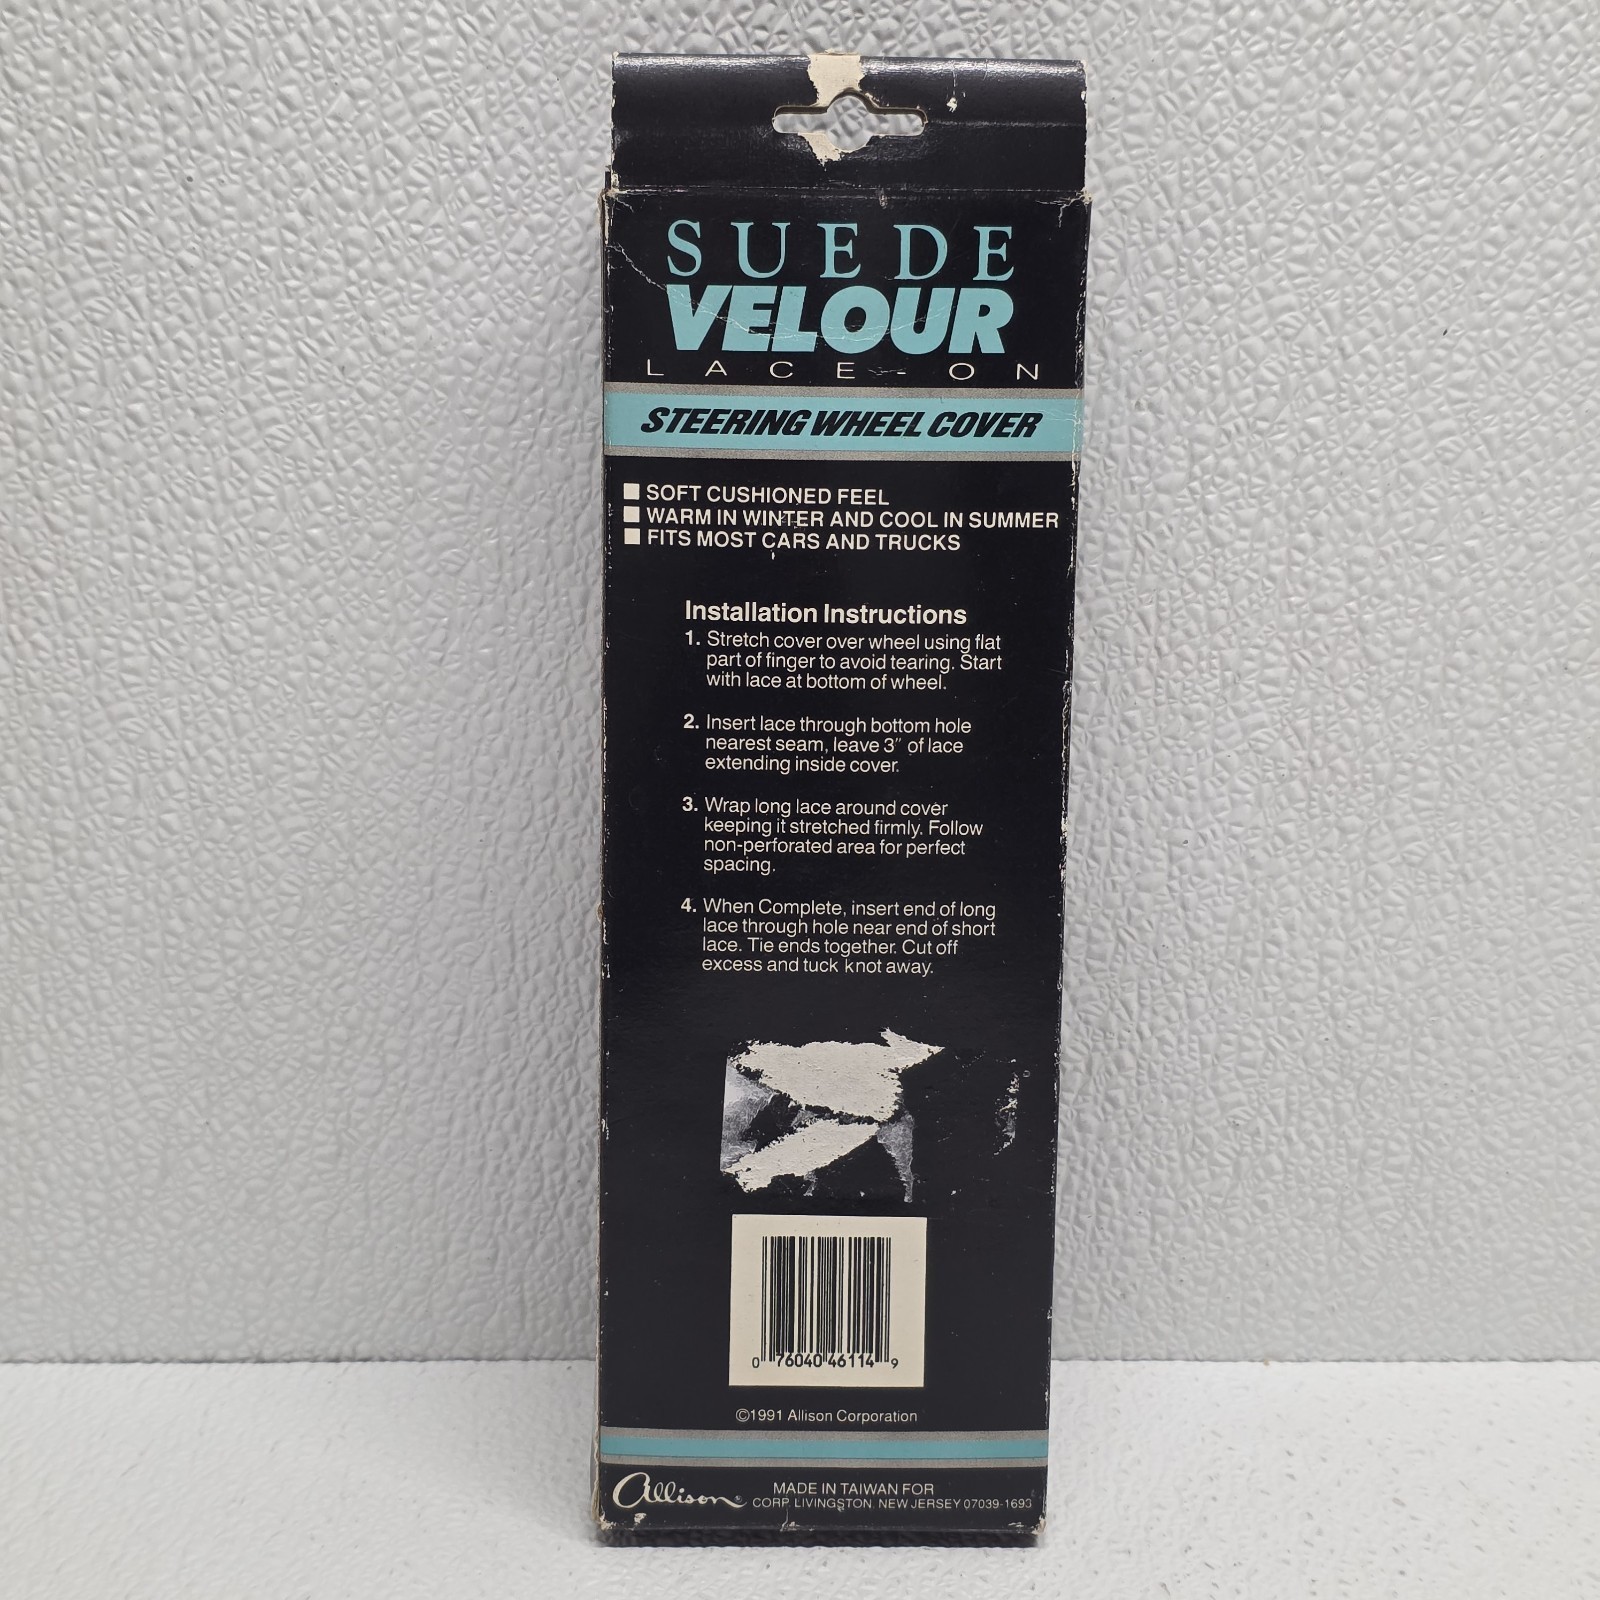 SUEDE
VELOUR
LACE-ON
STEERING WHEEL COVER
SOFT CUSHIONED FEEL
WARM IN WINTER AND COOL IN SUMMER
FITS MOST CARS AND TRUCKS
Installation Instructions
1. Stretch cover over wheel using flat
part of finger to avoid tearing. Start
with lace at bottom of wheel.
2. Insert lace through bottom hole
nearest seam, leave 3" of lace
extending inside cover.
3. Wrap long lace around cover
keeping it stretched firmly. Follow
non-perforated area for perfect
spacing.
4. When Complete, insert end of long
lace through hole near end of short
lace. Tie ends together. Cut off
excess and tuck knot away.
0 76040 46114 9
©1991 Allison Corporation
Allison®
MADE IN TAIWAN FOR
CORP. LIVINGSTON, NEW JERSEY 07039-1693